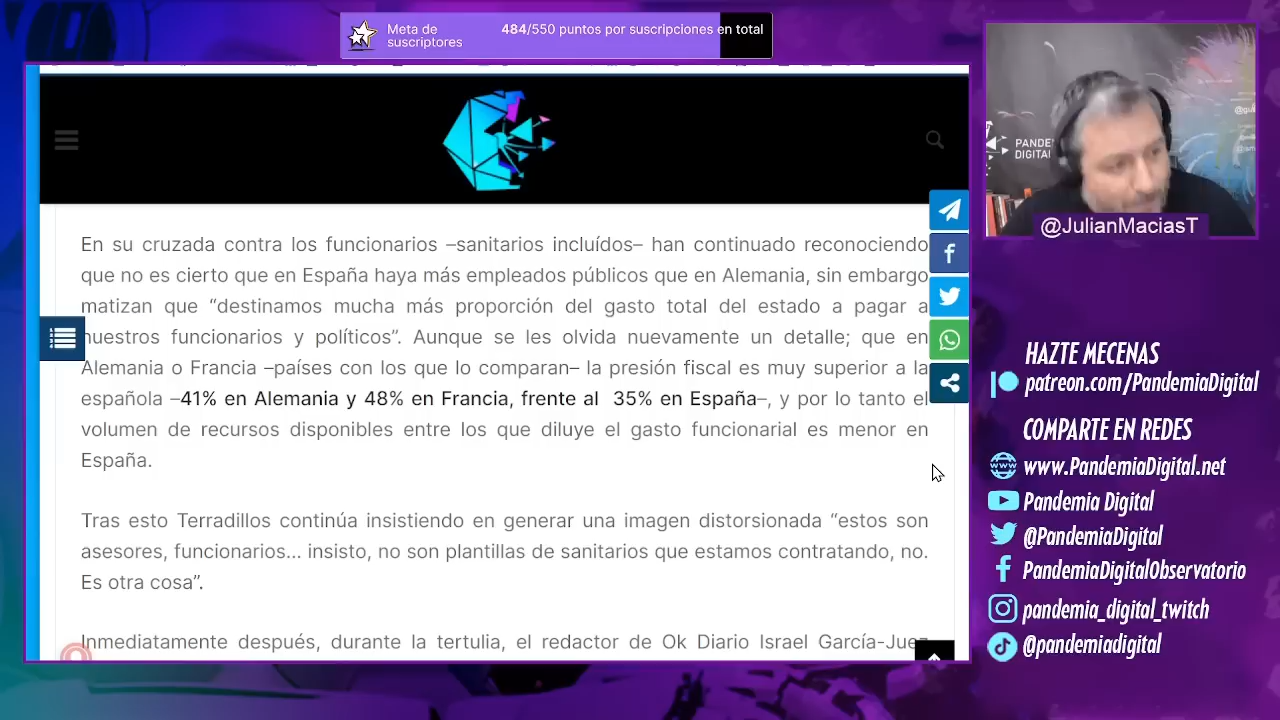 Meta de
suscriptores
484/550 puntos por suscripciones en total
PANDE
DIGITAL
@JulianMaciasT
En su cruzada contra los funcionarios –sanitarios incluídos– han continuado reconociendo
que no es cierto que en España haya más empleados públicos que en Alemania, sin embargo
matizan que “destinamos mucha más proporción del gasto total del estado a pagar a
nuestros funcionarios y políticos”. Aunque se les olvida nuevamente un detalle; que en
Alemania o Francia –países con los que lo comparan– la presión fiscal es muy superior a la
española –41% en Alemania y 48% en Francia, frente al 35% en España–, y por lo tanto el
volumen de recursos disponibles entre los que diluye el gasto funcionarial es menor en
España.
Tras esto Terradillos continúa insistiendo en generar una imagen distorsionada “estos son
asesores, funcionarios... insisto, no son plantillas de sanitarios que estamos contratando, no.
Es otra cosa”.
Inmediatamente después, durante la tertulia, el redactor de Ok Diario Israel García-Juez
HAZTE MECENAS
patreon.com/PandemiaDigital
COMPARTE EN REDES
www.PandemiaDigital.net
Pandemia Digital
@PandemiaDigital
PandemiaDigitalObservatorio
pandemia_digital_twitch
@pandemiadigital